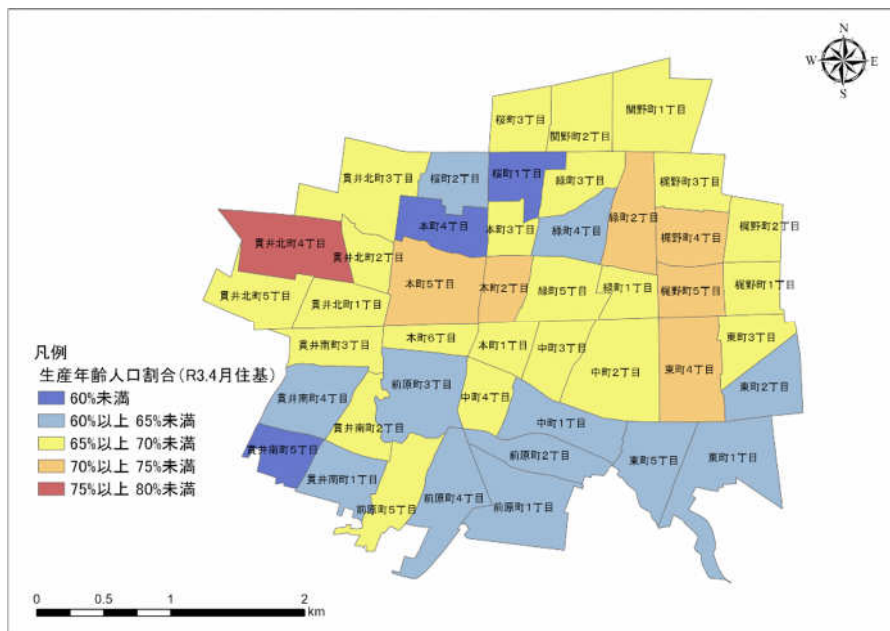 N
W E
S
関野町1丁目
桜町3丁目
関野町2丁目
貫井北町3丁目
桜町2丁目
桜町1丁目
緑町3丁目
梶野町3丁目
本町4丁目
本町3丁目
緑町4丁目
緑町2丁目
梶野町4丁目
梶野町2丁目
貫井北町4丁目
貫井北町2丁目
本町5丁目
本町2丁目
緑町5丁目
緑町1丁目
梶野町5丁目
梶野町1丁目
貫井北町5丁目
貫井北町1丁目
貫井南町3丁目
本町6丁目
本町1丁目
中町3丁目
中町2丁目
東町4丁目
東町3丁目
東町2丁目
貫井南町4丁目
前原町3丁目
中町4丁目
中町1丁目
貫井南町2丁目
貫井南町5丁目
前原町2丁目
東町5丁目
東町1丁目
貫井南町1丁目
前原町5丁目
前原町4丁目
前原町1丁目
凡例
生産年齢人口割合(R3.4月住基)
60%未満
60%以上 65%未満
65%以上 70%未満
70%以上 75%未満
75%以上 80%未満
0 0.5 1 2
km